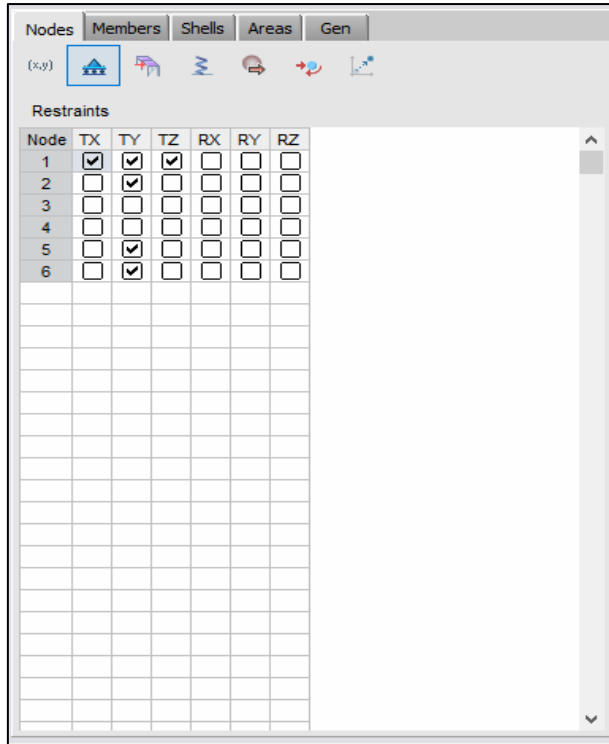 Nodes Members Shells Areas Gen
(x,y)
Restraints
Node TX TY TZ RX RY RZ
1
2
3
4
5
6